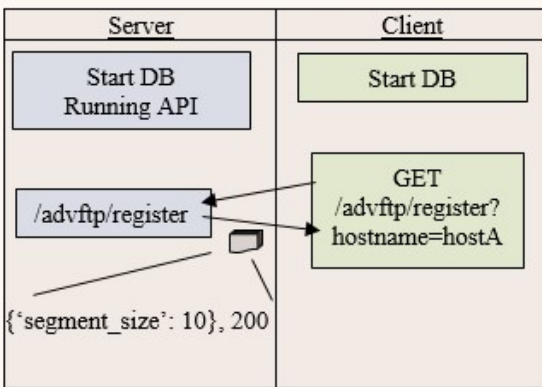 Server
Client
Start DB
Running API
Start DB
/advftp/register
GET
/advftp/register?
hostname=hostA
{‘segment_size’: 10}, 200